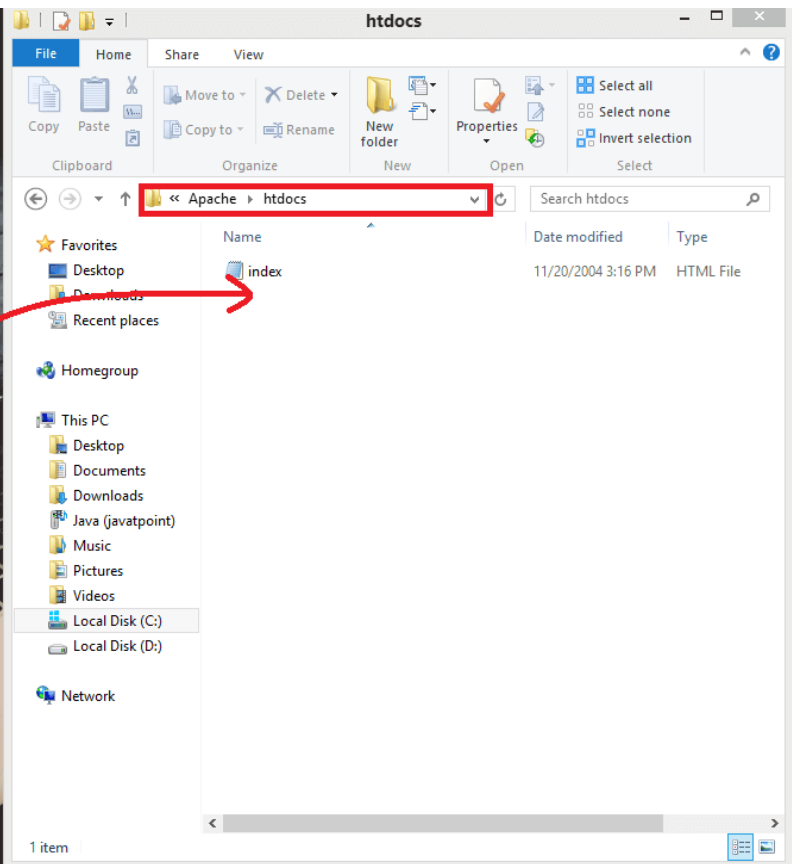 htdocs
File Home Share View
Copy Paste Move to Copy to Delete Rename New folder Properties Select all Select none Invert selection
Clipboard Organize New Open Select
« Apache htdocs Search htdocs
Name Date modified Type
index 11/20/2004 3:16 PM HTML File
Favorites
Desktop
Downloads
Recent places
Homegroup
This PC
Desktop
Documents
Downloads
Java (javatpoint)
Music
Pictures
Videos
Local Disk (C:)
Local Disk (D:)
Network
1 item